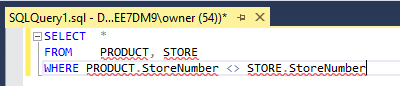 SQLQuery1.sql - D...EE7DM9\owner (54))*
SELECT *
FROM PRODUCT, STORE
WHERE PRODUCT.StoreNumber <> STORE.StoreNumber